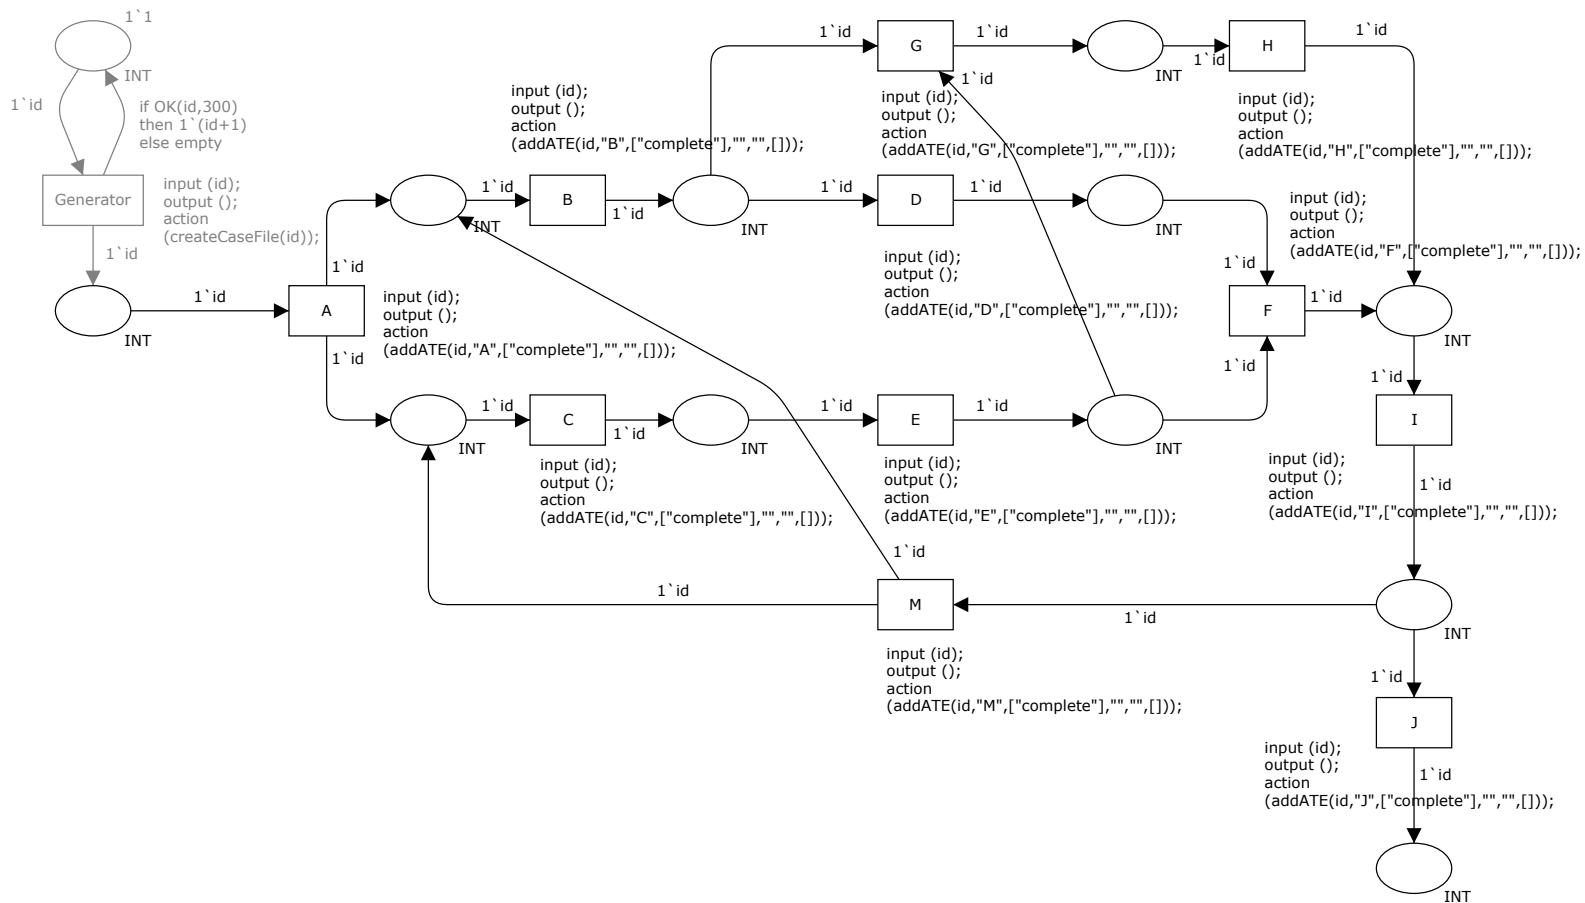 1`1
INT
1`id
if OK(id,300)
then 1`(id+1)
else empty
Generator
input (id);
output ();
action
(createCaseFile(id));
1`id
INT
1`id
A
1`id
1`id
input (id);
output ();
action
(addATE(id,"A",["complete"],"","",[]));
INT
1`id
B
input (id);
output ();
action
(addATE(id,"B",["complete"],"","",[]));
1`id
INT
1`id
G
1`id
1`id
input (id);
output ();
action
(addATE(id,"G",["complete"],"","",[]));
INT
1`id
H
1`id
input (id);
output ();
action
(addATE(id,"H",["complete"],"","",[]));
1`id
D
1`id
INT
input (id);
output ();
action
(addATE(id,"D",["complete"],"","",[]));
1`id
F
1`id
1`id
input (id);
output ();
action
(addATE(id,"F",["complete"],"","",[]));
INT
INT
1`id
C
1`id
input (id);
output ();
action
(addATE(id,"C",["complete"],"","",[]));
INT
1`id
E
1`id
input (id);
output ();
action
(addATE(id,"E",["complete"],"","",[]));
INT
1`id
I
1`id
input (id);
output ();
action
(addATE(id,"I",["complete"],"","",[]));
1`id
1`id
M
1`id
INT
input (id);
output ();
action
(addATE(id,"M",["complete"],"","",[]));
1`id
J
1`id
input (id);
output ();
action
(addATE(id,"J",["complete"],"","",[]));
INT